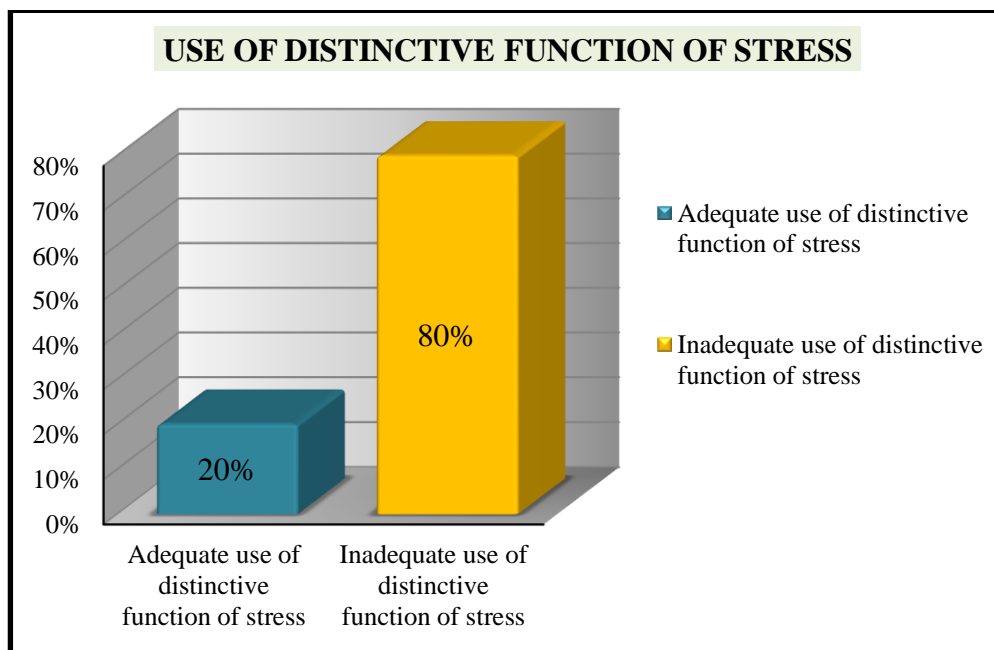 USE OF DISTINCTIVE FUNCTION OF STRESS
80%
70%
60%
50%
40%
30%
20%
10%
0%
20%
80%
Adequate use of
distinctive
function of stress
Inadequate use of
distinctive
function of stress
Adequate use of distinctive
function of stress
Inadequate use of distinctive
function of stress